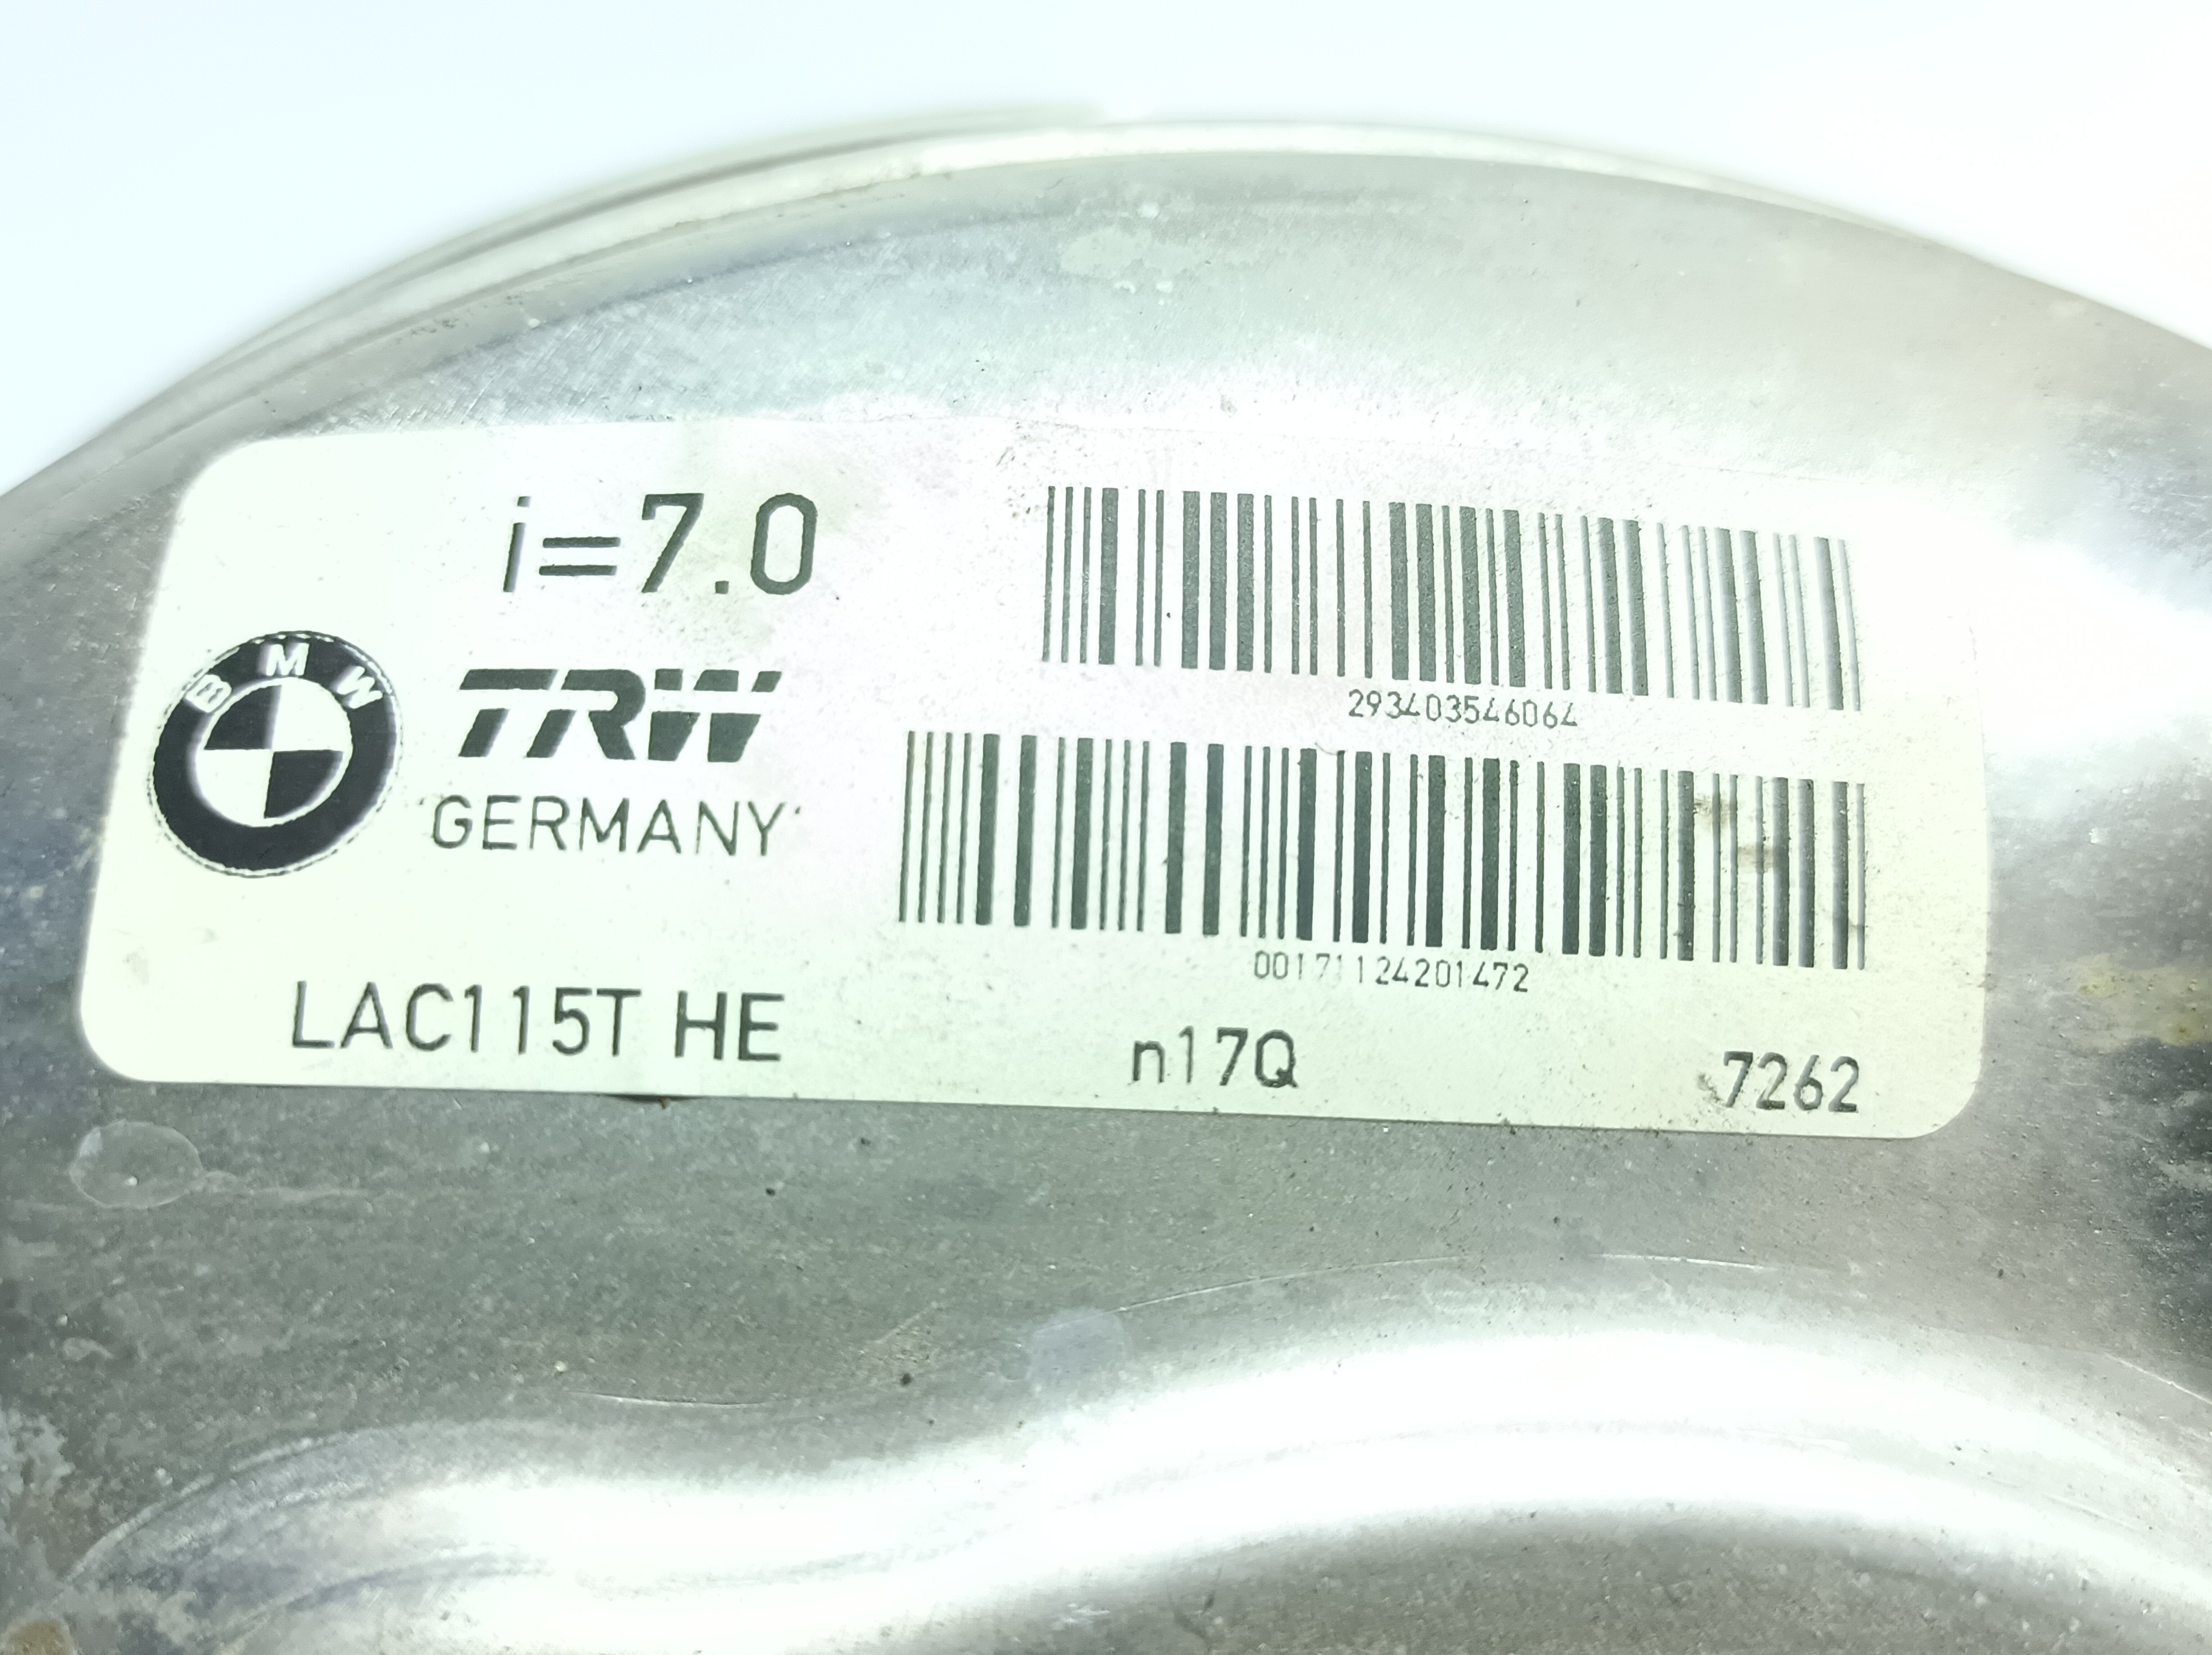 i=7.0
293403546064
BMW
TRW
GERMANY
00171124201472
LAC115T HE
n17Q
7262